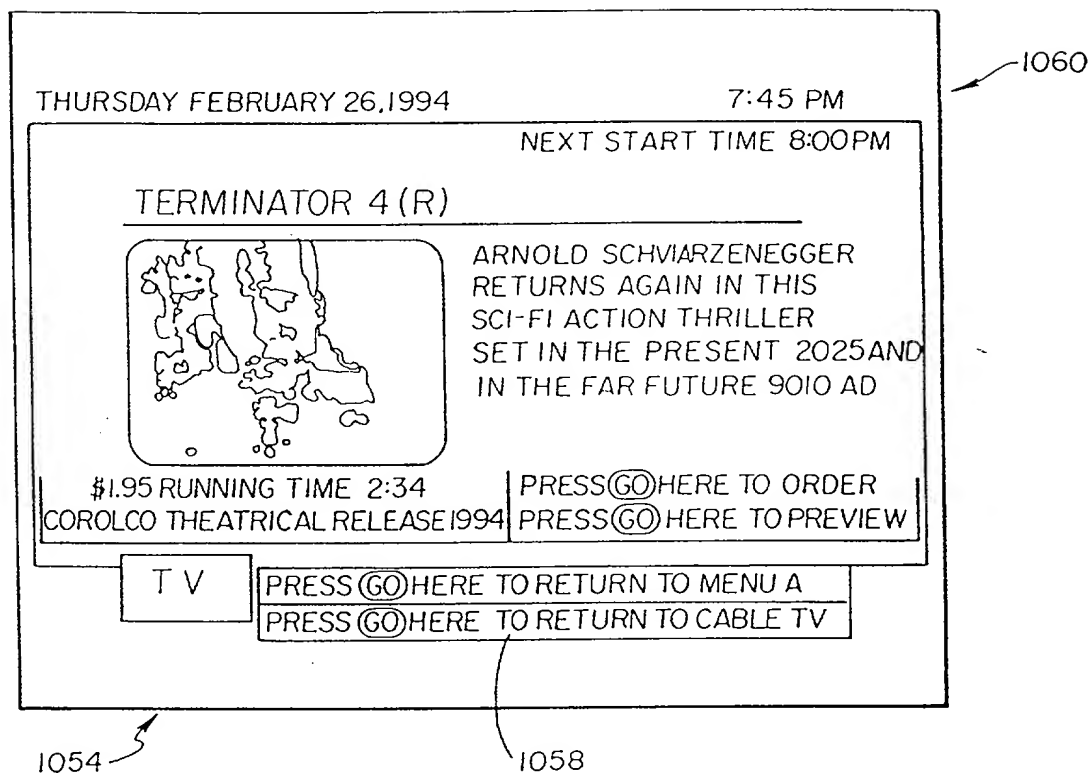 1060
THURSDAY FEBRUARY 26,1994 7:45 PM
NEXT START TIME 8:00PM
TERMINATOR 4 (R)
ARNOLD SCHVIARZENEGGER
RETURNS AGAIN IN THIS
SCI-FI ACTION THRILLER
SET IN THE PRESENT 2025AND
IN THE FAR FUTURE 9010 AD
$1.95 RUNNING TIME 2:34
COROLCO THEATRICAL RELEASE1994
PRESS GO HERE TO ORDER
PRESS GO HERE TO PREVIEW
TV
PRESS GO HERE TO RETURN TO MENU A
PRESS GO HERE TO RETURN TO CABLE TV
1054
1058